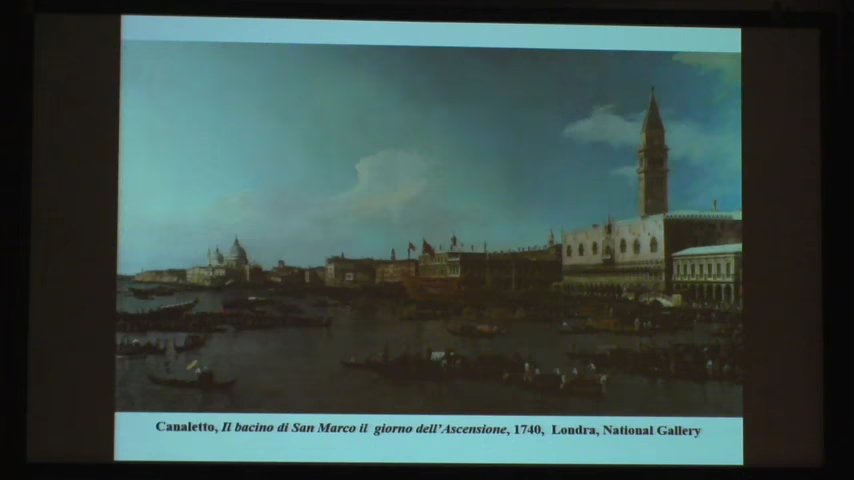 Canaletto, Il bacino di San Marco il giorno dell'Ascensione, 1740, Londra, National Gallery